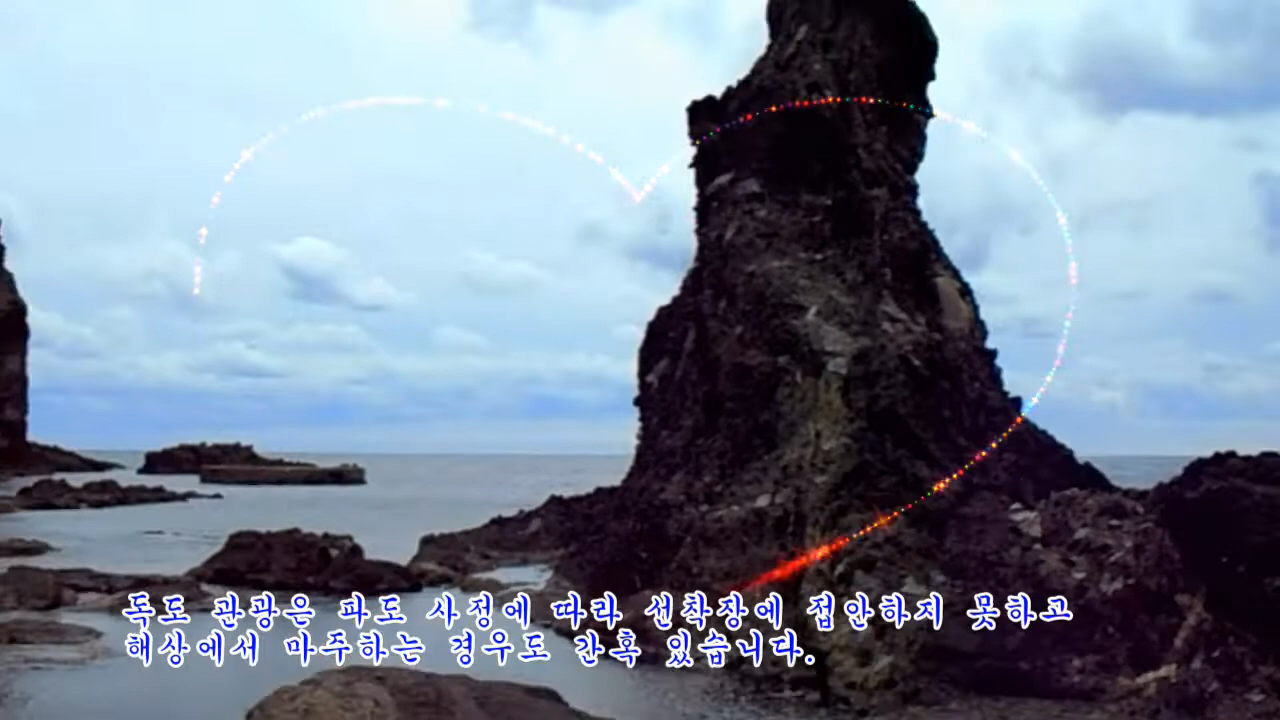 독도 관광은 파도 사정에 따라 선착장에 접안하지 못하고
해상에서 마주하는 경우도 간혹 있습니다.